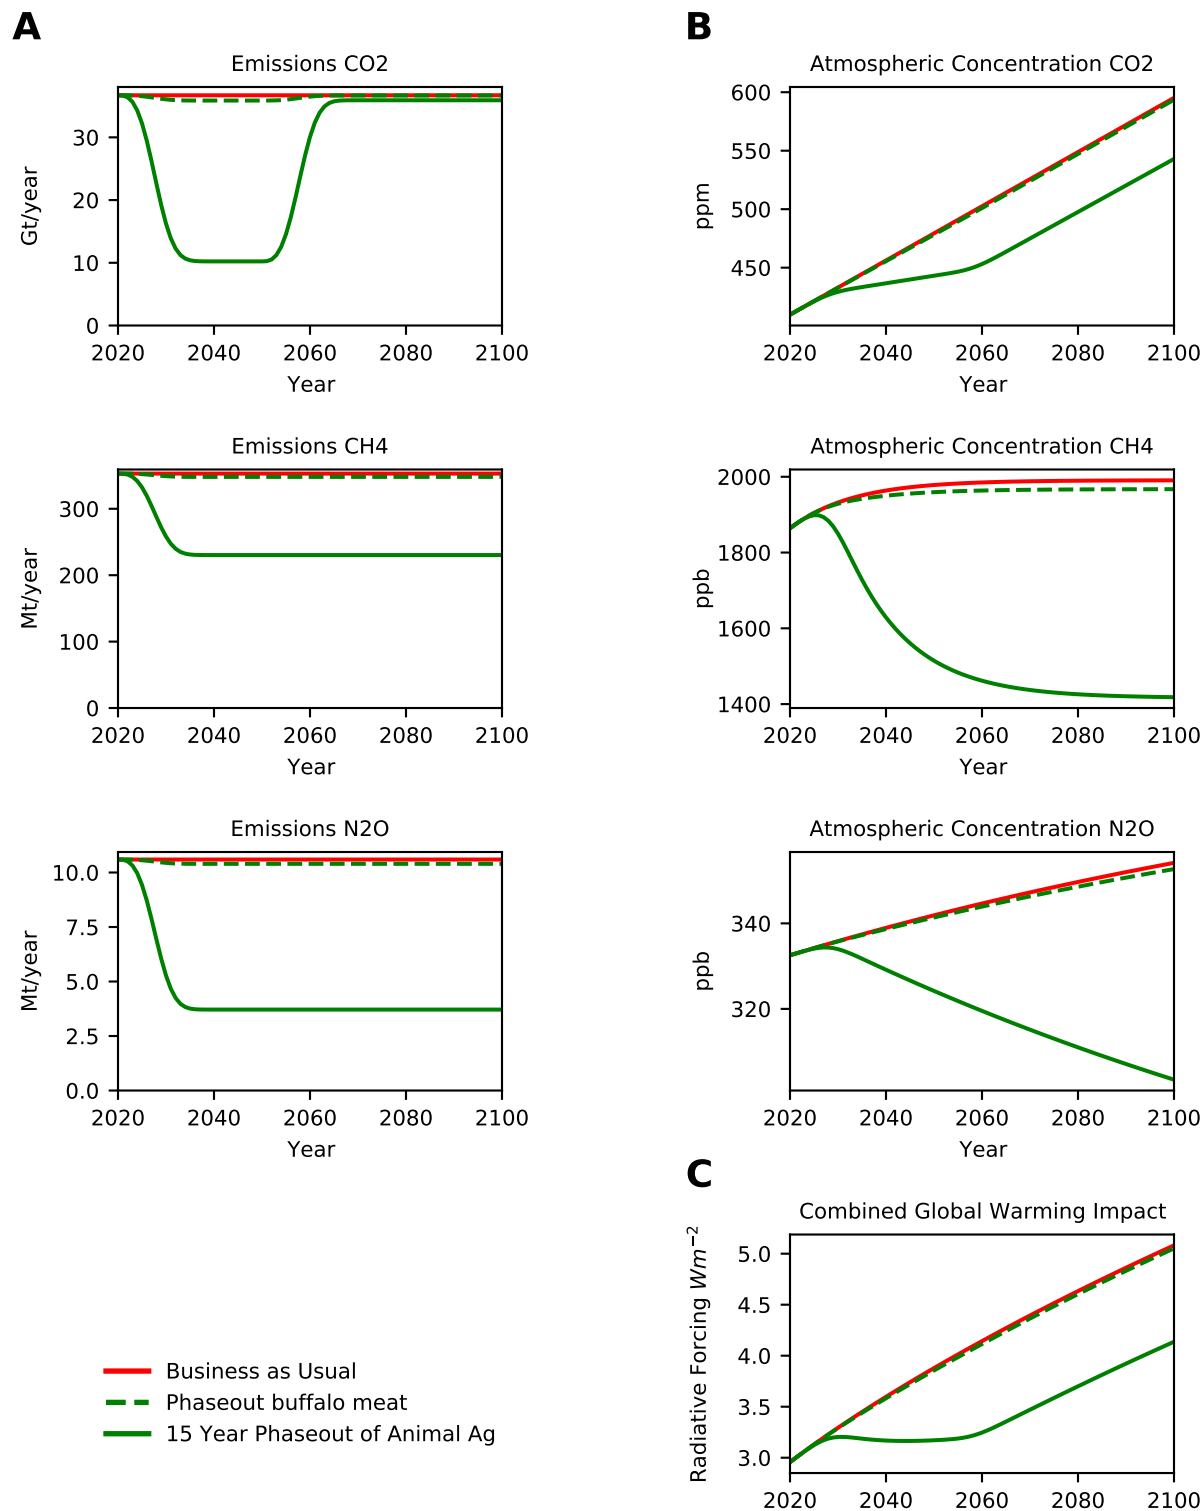 A
B
Emissions CO2
Gt/year
30
20
10
0
2020 2040 2060 2080 2100
Year
Atmospheric Concentration CO2
ppm
600
550
500
450
2020 2040 2060 2080 2100
Year
Emissions CH4
Mt/year
300
200
100
0
2020 2040 2060 2080 2100
Year
Atmospheric Concentration CH4
ppb
2000
1800
1600
1400
2020 2040 2060 2080 2100
Year
Emissions N2O
Mt/year
10.0
7.5
5.0
2.5
0.0
2020 2040 2060 2080 2100
Year
Atmospheric Concentration N2O
ppb
340
320
2020 2040 2060 2080 2100
Year
C
Combined Global Warming Impact
Radiative Forcing Wm⁻²
5.0
4.5
4.0
3.5
3.0
2020 2040 2060 2080 2100
Business as Usual
Phaseout buffalo meat
15 Year Phaseout of Animal Ag